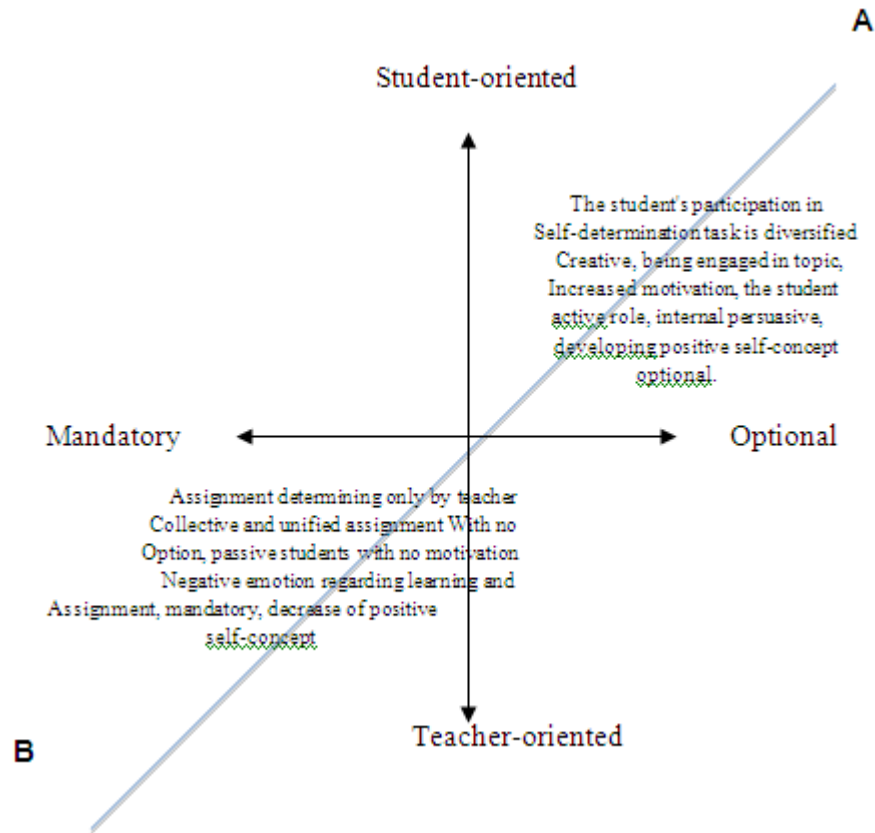 A
Student-oriented
The student's participation in
Self-determination task is diversified
Creative, being engaged in topic,
Increased motivation, the student
active role, internal persuasive,
developing positive self-concept
optional.
Mandatory
Optional
Assignment determining only by teacher
Collective and unified assignment With no
Option, passive students with no motivation
Negative emotion regarding learning and
Assignment, mandatory, decrease of positive
self-concept
Teacher-oriented
B